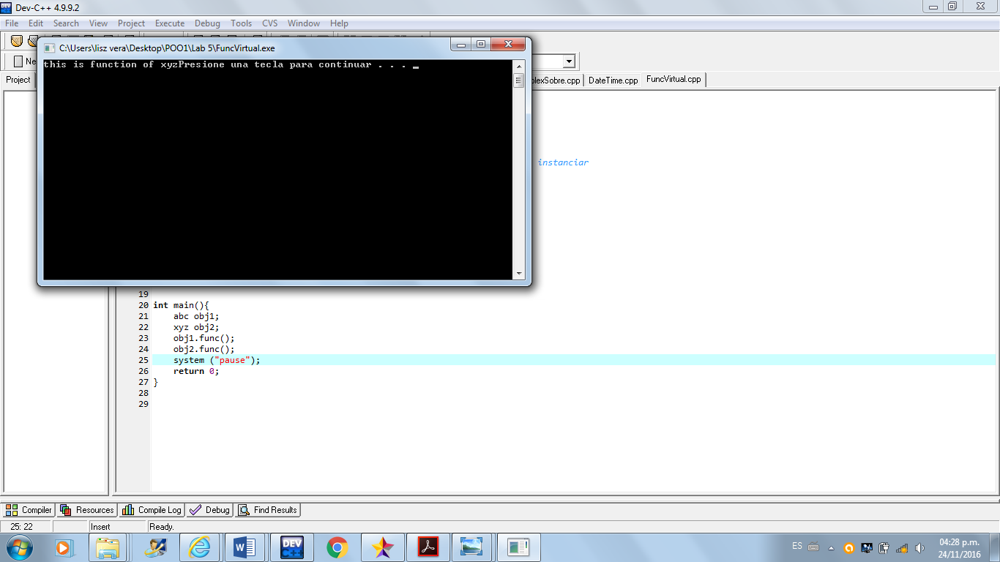 Dev-C++ 4.9.9.2
File Edit Search View Project Execute Debug Tools CVS Window Help
C:\Users\lisz vera\Desktop\POO1\Lab 5\FuncVirtual.exe
this is function of xyzPresione una tecla para continuar . . . _
Project
plexSobre.cpp DateTime.cpp FuncVirtual.cpp
instanciar
19
20 int main(){
21 abc obj1;
22 xyz obj2;
23 obj1.func();
24 obj2.func();
25 system ("pause");
26 return 0;
27 }
28
29
Compiler Resources Compile Log Debug Find Results
25: 22 Insert Ready.
ES
04:28 p.m.
24/11/2016